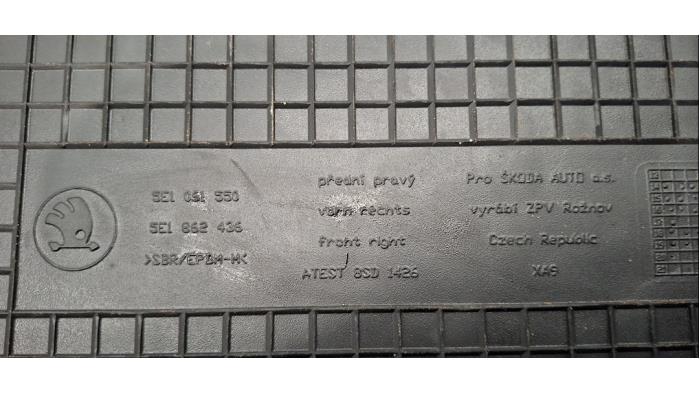 5E1 061 550
5E1 862 436
>SBR/EPDM-M<
přední pravý
vorn rechts
front right
ATEST 8SD 1426
Pro ŠKODA AUTO a.s.
vyrábí ZPV Rožnov
Czech Republic
XA9